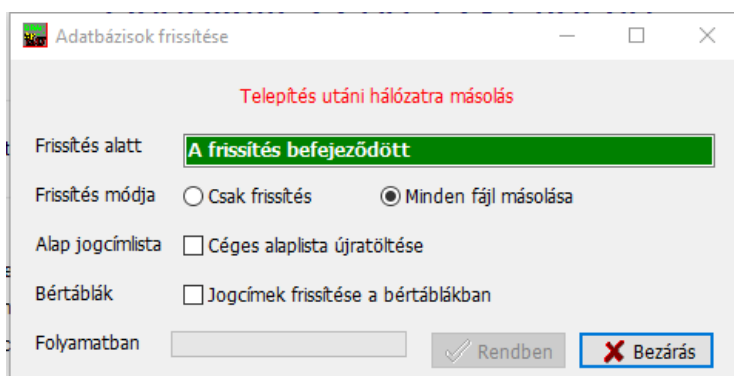 Adatbázisok frissítése
Telepítés utáni hálózatra másolás
Frissítés alatt A frissítés befejeződött
Frissítés módja Csak frissítés Minden fájl másolása
Alap jogcímlista Céges alaplista újratöltése
Bértáblák Jogcímek frissítése a bértáblákban
Folyamatban Rendben Bezárás